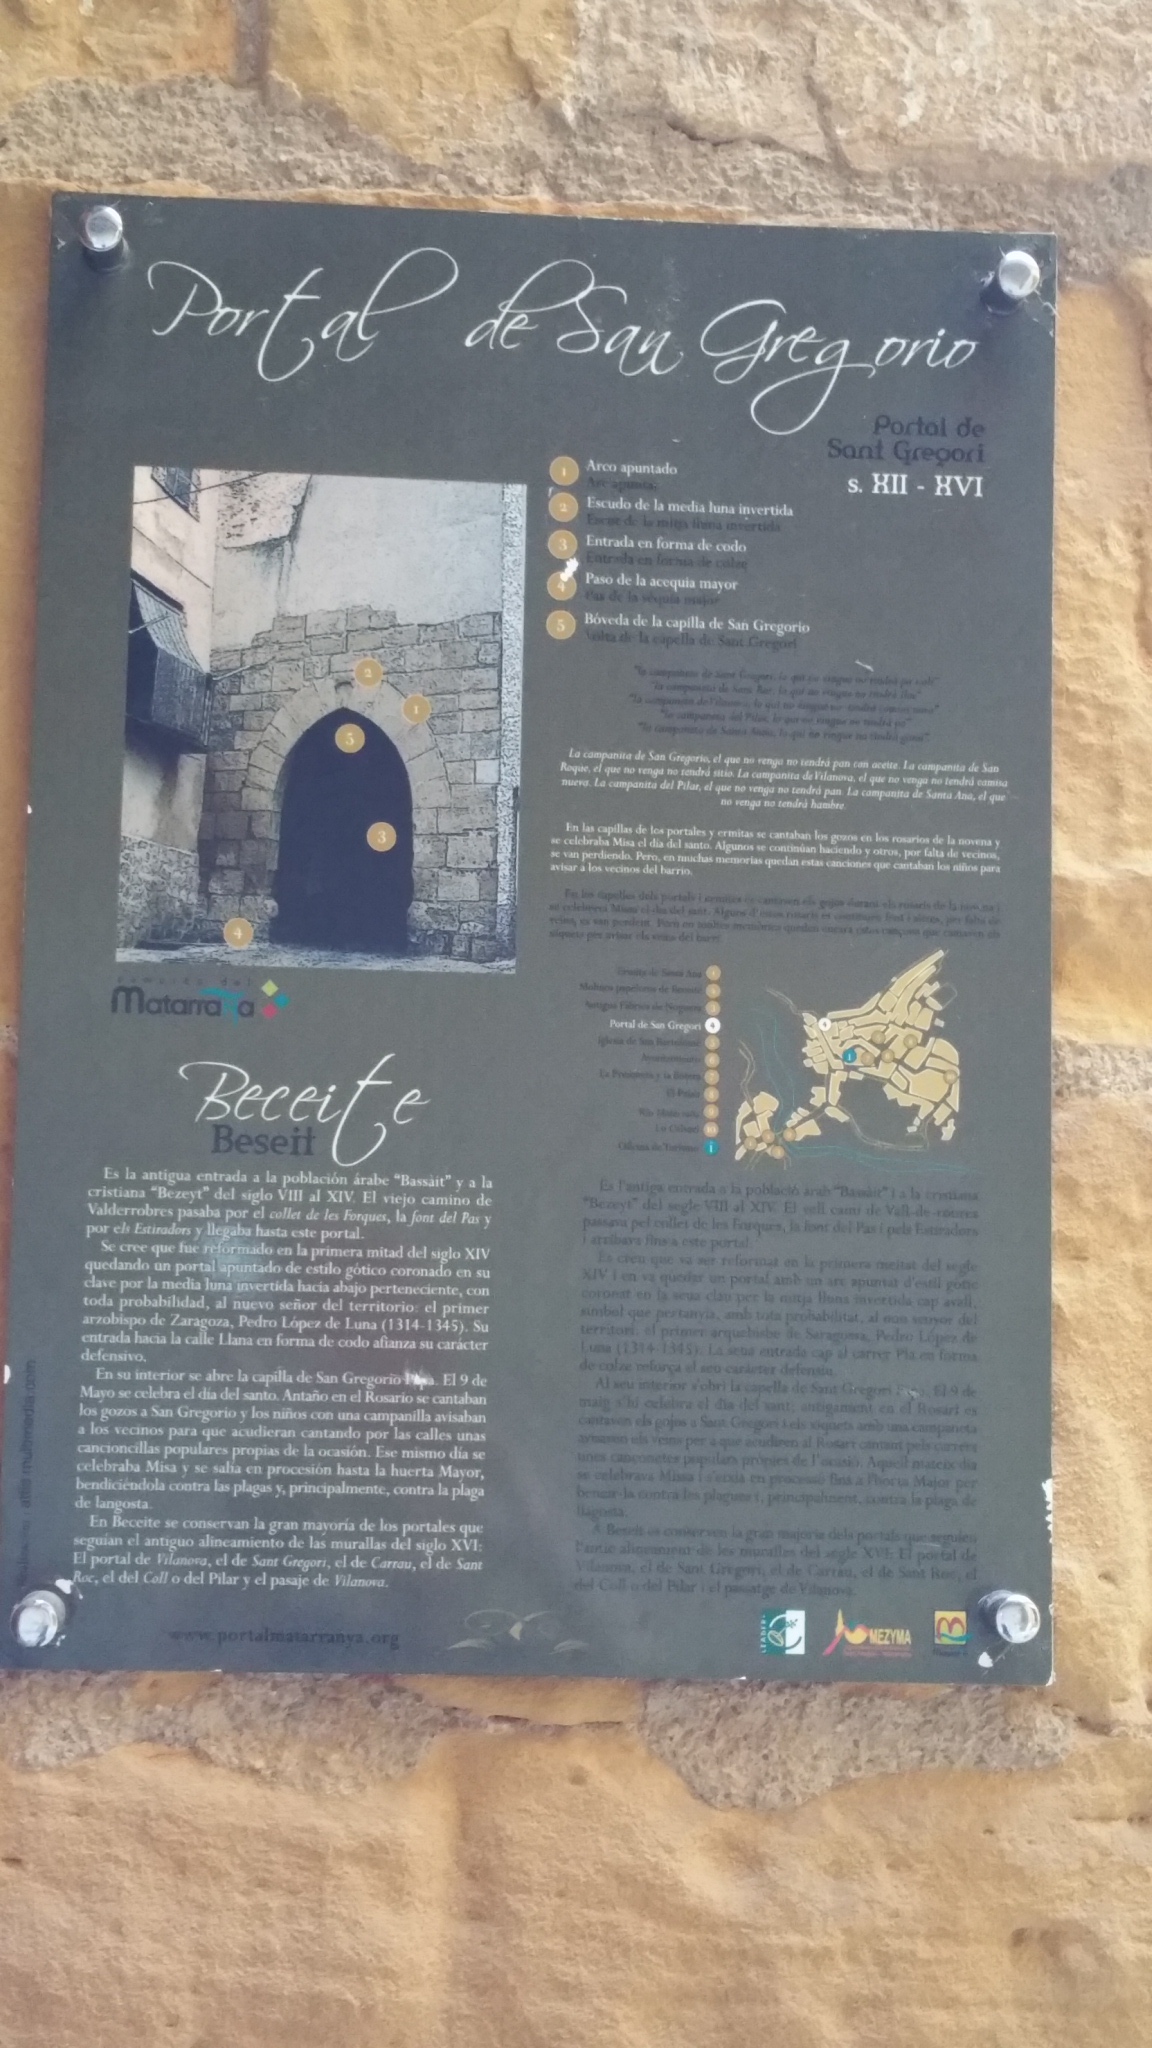 Portal de San Gregorio
Portal de
Sant Gregori
s. XII - XVI
1 Arco apuntado
Arc apuntat
2 Escudo de la media luna invertida
Escut de la mitja lluna invertida
3 Entrada en forma de codo
Entrada en forma de colze
4 Paso de la acequia mayor
Pas de la séquia major
5 Bóveda de la capilla de San Gregorio
Volta de la capella de Sant Gregori
2
1
5
3
4
La campanita de San Gregorio, el que no venga no tendrá pan con aceite. La campanita de San
Roque, el que no venga no tendrá sitio. La campanita de Vilanova, el que no venga no tendrá camisa
nueva. La campanita del Pilar, el que no venga no tendrá pan. La campanita de Santa Ana, el que
no venga no tendrá hambre.
En las capillas de los portales y ermitas se cantaban los gozos en los rosarios de la novena y
se celebraba Misa el día del santo. Algunos se continúan haciendo y otros, por falta de vecinos,
se van perdiendo. Pero, en muchas memorias quedan estas canciones que cantaban los niños para
avisar a los vecinos del barrio.
Matarraña
Ermita de Santa Ana
Portal de San Gregori 4
Oficina de Turismo i
Beceite
Beseit
Es la antigua entrada a la población árabe "Bassàit" y a la
cristiana "Bezeyt" del siglo VIII al XIV. El viejo camino de
Valderrobres pasaba por el collet de les Forques, la font del Pas y
por els Estiradors y llegaba hasta este portal.
Se cree que fue reformado en la primera mitad del siglo XIV
quedando un portal apuntado de estilo gótico coronado en su
clave por la media luna invertida hacia abajo perteneciente, con
toda probabilidad, al nuevo señor del territorio: el primer
arzobispo de Zaragoza, Pedro López de Luna (1314-1345). Su
entrada hacia la calle Llana en forma de codo afianza su carácter
defensivo.
En su interior se abre la capilla de San Gregorio. El 9 de
Mayo se celebra el día del santo. Antaño en el Rosario se cantaban
los gozos a San Gregorio y los niños con una campanilla avisaban
a los vecinos para que acudieran cantando por las calles unas
cancioncillas populares propias de la ocasión. Ese mismo día se
celebraba Misa y se salía en procesión hasta la huerta Mayor,
bendiciéndola contra las plagas y, principalmente, contra la plaga
de langosta.
En Beceite se conservan la gran mayoría de los portales que
seguían el antiguo alineamiento de las murallas del siglo XVI:
El portal de Vilanova, el de Sant Gregori, el de Carrau, el de Sant
Roc, el del Coll o del Pilar y el pasaje de Vilanova.
És l'antiga entrada a la població àrab "Bassàit" i a la cristiana
"Bezeyt" del segle VIII al XIV. El vell camí de Vall-de-roures
passava pel collet de les Forques, la font del Pas i pels Estiradors
i arribava fins a este portal.
Es creu que va ser reformat en la primera meitat del segle
XIV i en va quedar un portal amb un arc apuntat d'estil gòtic
coronat en la seua clau per la mitja lluna invertida cap avall,
símbol que pertanyia, amb tota probabilitat, al nou senyor del
territori: el primer arquebisbe de Saragossa, Pedro López de
Luna (1314-1345). La seua entrada cap al carrer Pla en forma
de colze reforça el seu caràcter defensiu.
Al seu interior s'obri la capella de Sant Gregori. El 9 de
maig s'hi celebra el dia del sant, antigament en el Rosari es
cantaven els gojos a Sant Gregori i els xiquets amb una campaneta
avisaven els veïns per a que acudiren al Rosari cantant pels carrers
unes cançonetes populars pròpies de l'ocasió. Aquell mateix dia
se celebrava Missa i s'eixia en processó fins a l'horta Major per
beneir-la contra les plagues i, principalment, contra la plaga de
llagosta.
A Beseit es conserven la gran majoria dels portals que seguien
l'antic alineament de les muralles del segle XVI: El portal de
Vilanova, el de Sant Gregori, el de Carrau, el de Sant Roc, el
del Coll o del Pilar i el passatge de Vilanova.
www.portalmatarranya.org
LEADER
MEZYMA